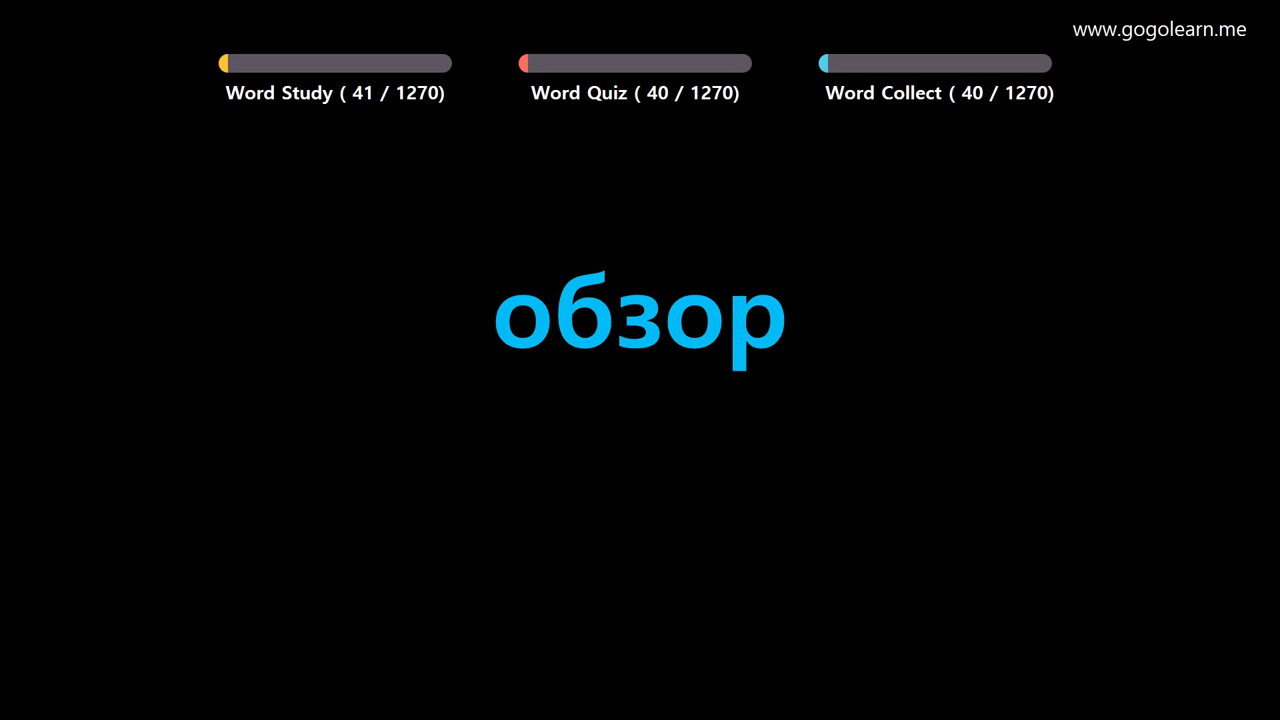 www.gogolearn.me
Word Study ( 41 / 1270)
Word Quiz ( 40 / 1270)
Word Collect ( 40 / 1270)
обзор